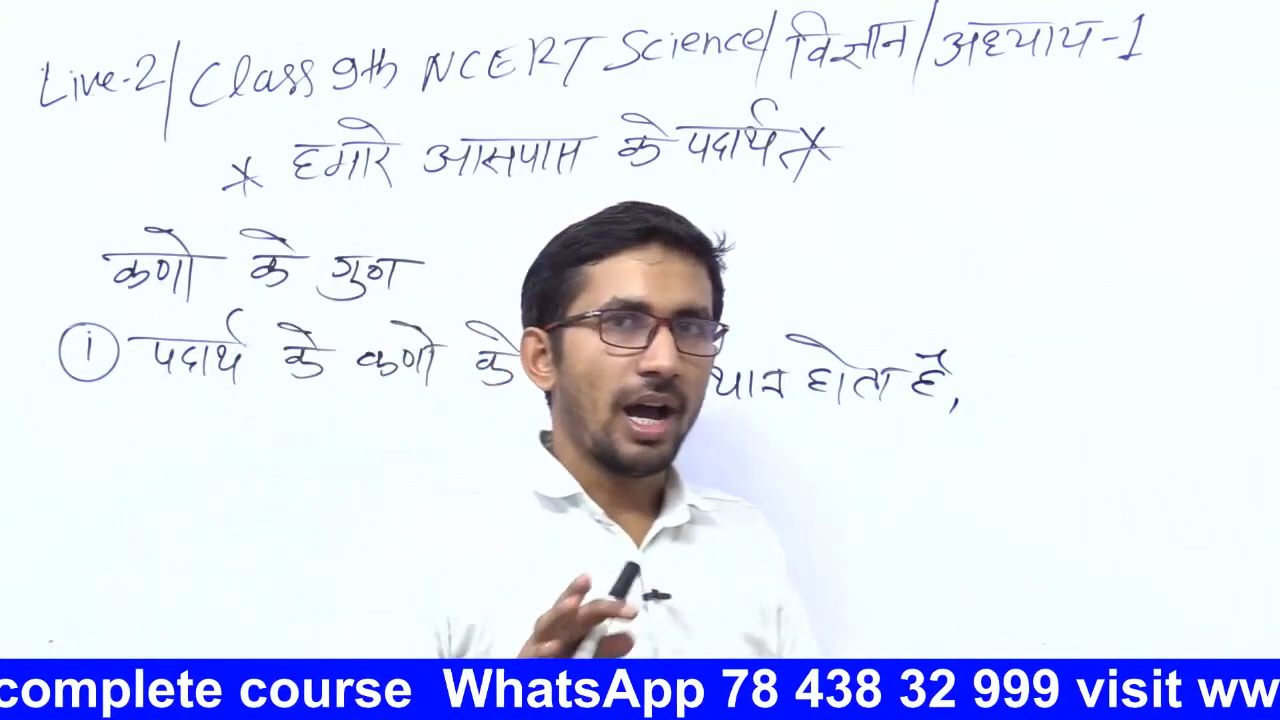 Live-2/Class 9th NCERT Science/विज्ञान/अध्याय-1
* हमारे आसपास के पदार्थ *
कणो के गुण
(i) पदार्थ के कणो के होता है,
complete course WhatsApp 78 438 32 999 visit ww